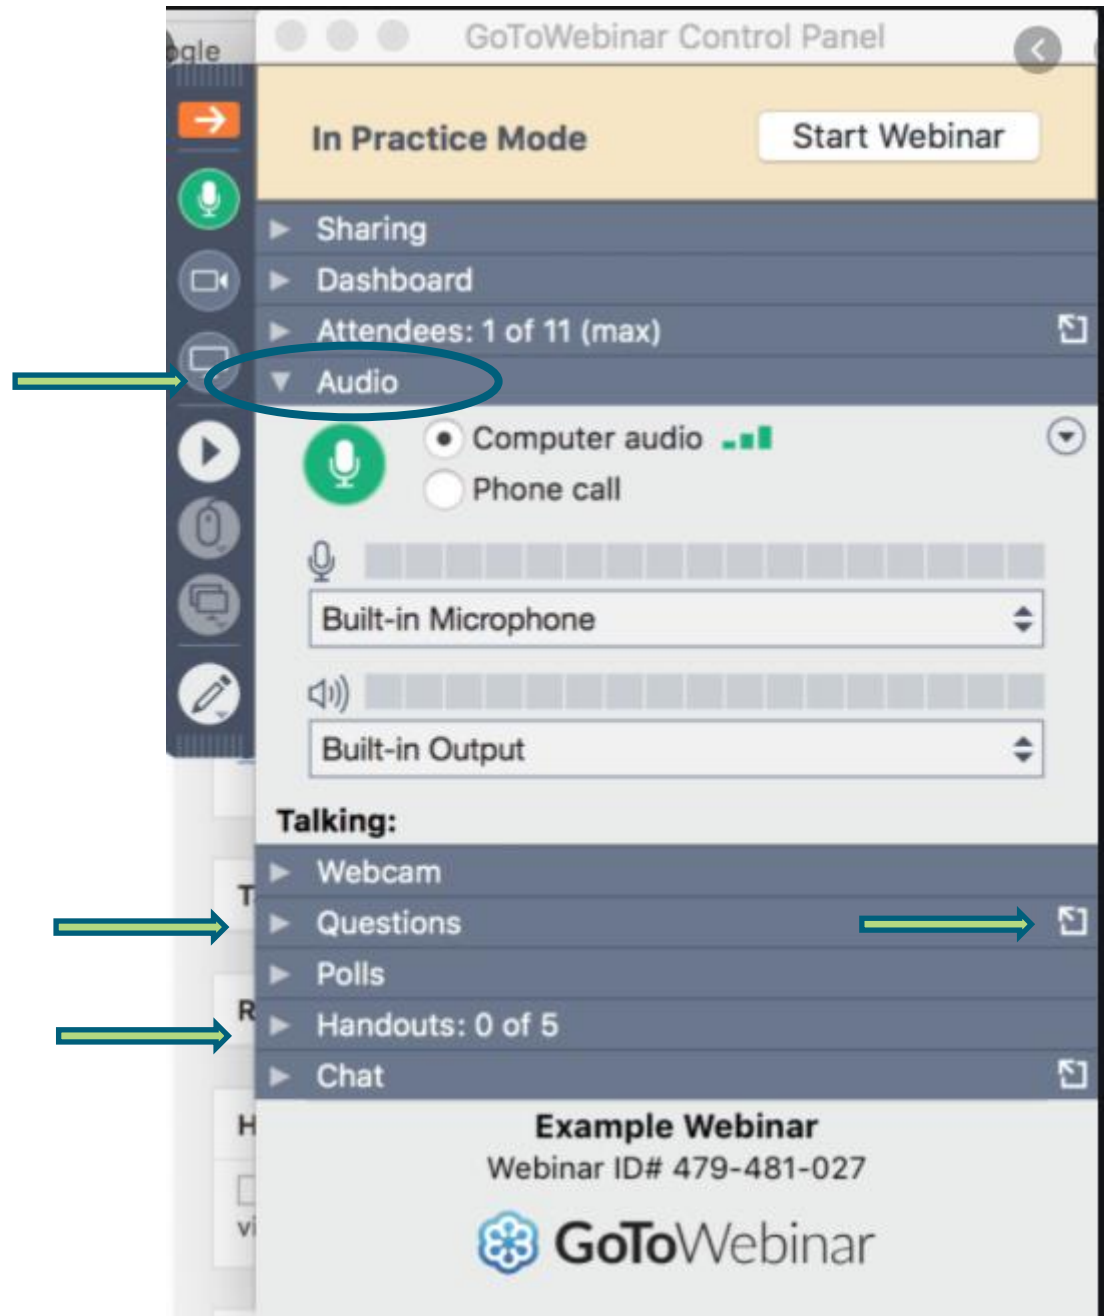 ogle
GoToWebinar Control Panel
In Practice Mode
Start Webinar
Sharing
Dashboard
Attendees: 1 of 11 (max)
Audio
Computer audio
Phone call
Built-in Microphone
Built-in Output
Talking:
Webcam
T
Questions
Polls
R
Handouts: 0 of 5
Chat
H
Example Webinar
Webinar ID# 479-481-027
vi
GoToWebinar